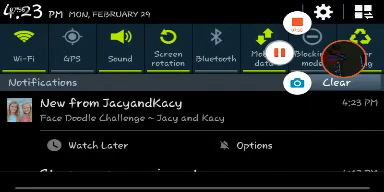 4:23 PM MON, FEBRUARY 29
Wi-Fi GPS Sound Screen rotation Bluetooth Mobile data Blocking mode
Notifications Clear
New from JacyandKacy 4:23 PM
Face Doodle Challenge ~ Jacy and Kacy
Watch Later Options